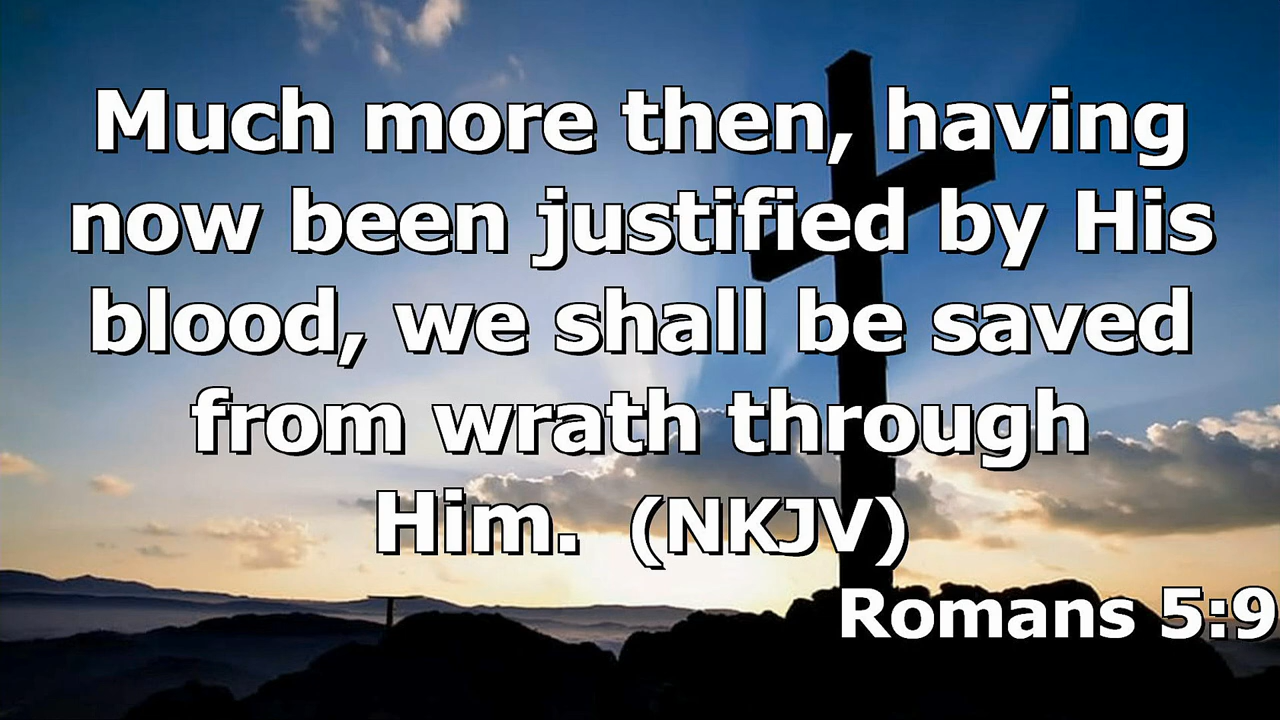 Much more then, having
now been justified by His
blood, we shall be saved
from wrath through
Him.  (NKJV)
Romans 5:9